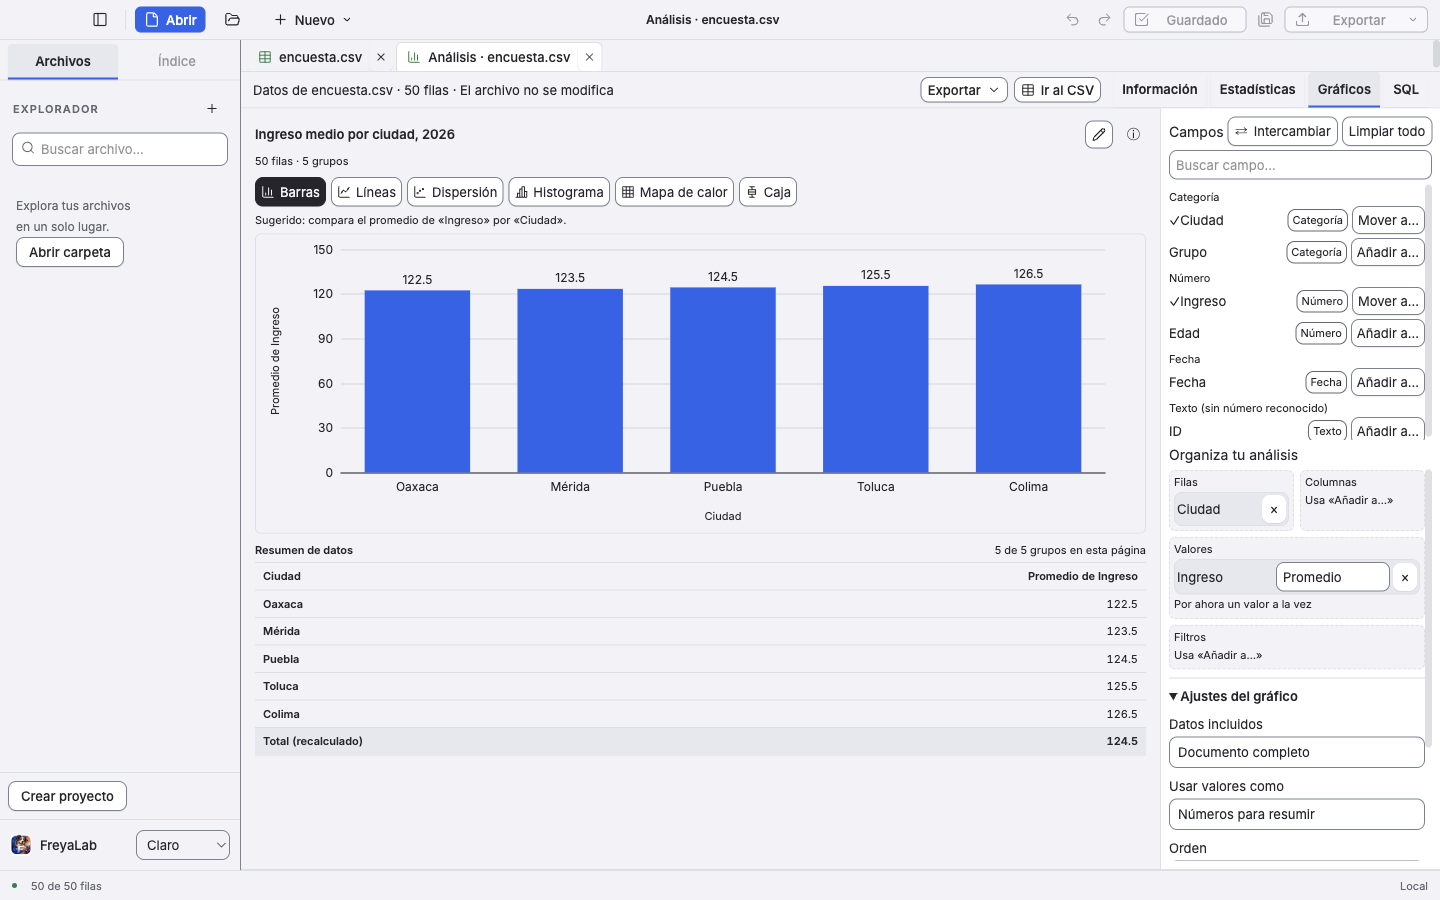 Abrir
Nuevo
Análisis · encuesta.csv
Guardado
Exportar
Archivos
Índice
encuesta.csv
Análisis · encuesta.csv
Datos de encuesta.csv · 50 filas · El archivo no se modifica
Exportar
Ir al CSV
Información
Estadísticas
Gráficos
SQL
EXPLORADOR
Buscar archivo...
Explora tus archivos
en un solo lugar.
Abrir carpeta
Crear proyecto
FreyaLab
Claro
Ingreso medio por ciudad, 2026
50 filas · 5 grupos
Barras
Líneas
Dispersión
Histograma
Mapa de calor
Caja
Sugerido: compara el promedio de «Ingreso» por «Ciudad».
150
120
90
60
30
0
Promedio de Ingreso
122.5
123.5
124.5
125.5
126.5
Oaxaca
Mérida
Puebla
Toluca
Colima
Ciudad
Resumen de datos
5 de 5 grupos en esta página
Ciudad Promedio de Ingreso
Oaxaca 122.5
Mérida 123.5
Puebla 124.5
Toluca 125.5
Colima 126.5
Total (recalculado) 124.5
Campos
Intercambiar
Limpiar todo
Buscar campo...
Categoría
✓Ciudad Categoría Mover a...
Grupo Categoría Añadir a...
Número
✓Ingreso Número Mover a...
Edad Número Añadir a...
Fecha
Fecha Fecha Añadir a...
Texto (sin número reconocido)
ID Texto Añadir a...
Organiza tu análisis
Filas
Ciudad ×
Columnas
Usa «Añadir a...»
Valores
Ingreso Promedio ×
Por ahora un valor a la vez
Filtros
Usa «Añadir a...»
▼ Ajustes del gráfico
Datos incluidos
Documento completo
Usar valores como
Números para resumir
Orden
50 de 50 filas
Local